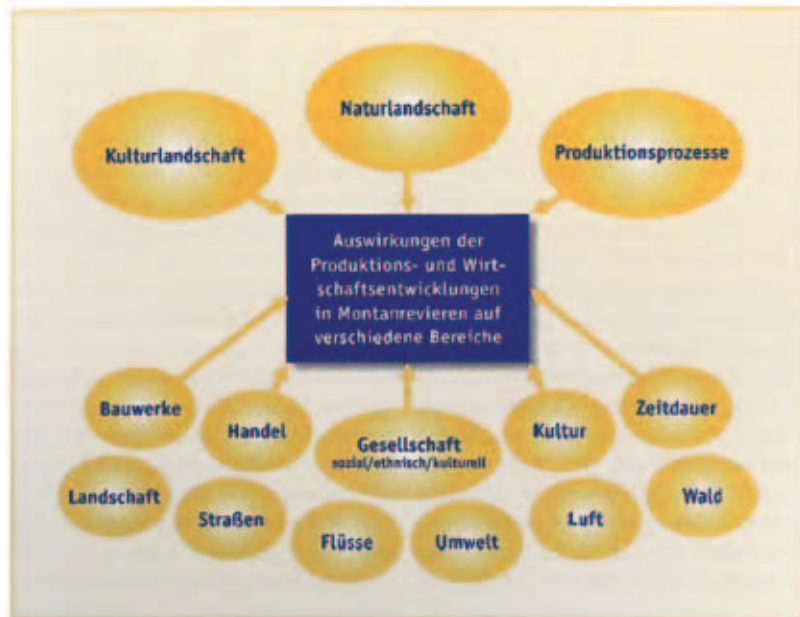 Naturlandschaft
Kulturlandschaft
Produktionsprozesse
Auswirkungen der
Produktions- und Wirt-
schaftsentwicklungen
in Montanrevieren auf
verschiedene Bereiche
Bauwerke
Handel
Gesellschaft
sozial/ethnisch/kulturell
Kultur
Zeitdauer
Landschaft
Straßen
Flüsse
Umwelt
Luft
Wald